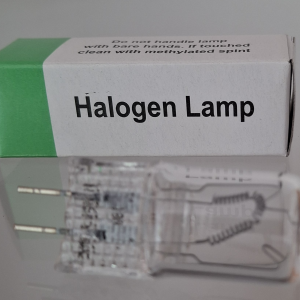 Do not handle lamp
with bare hands. If touched
clean with methylated spirit
Halogen Lamp